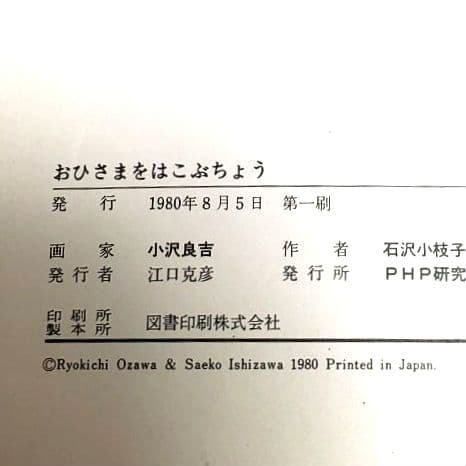 おひさまをはこぶちょう
発行 1980年8月5日 第一刷
画家 小沢良吉 作者 石沢小枝子
発行者 江口克彦 発行所 PHP研究
印刷所 製本所 図書印刷株式会社
©Ryokichi Ozawa & Saeko Ishizawa 1980 Printed in Japan.